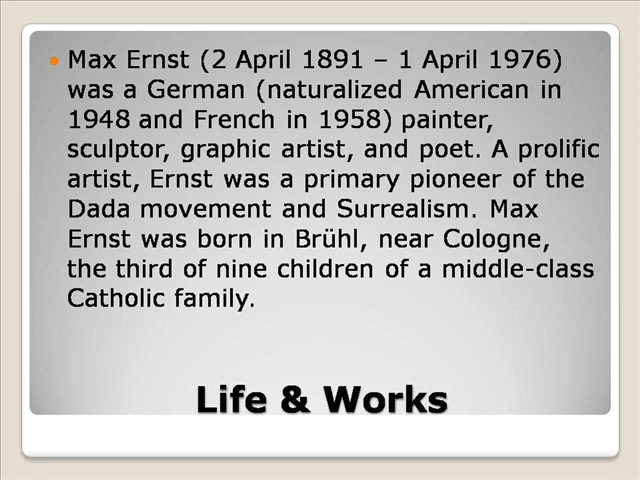 Max Ernst (2 April 1891 – 1 April 1976)
was a German (naturalized American in
1948 and French in 1958) painter,
sculptor, graphic artist, and poet. A prolific
artist, Ernst was a primary pioneer of the
Dada movement and Surrealism. Max
Ernst was born in Brühl, near Cologne,
the third of nine children of a middle-class
Catholic family.
Life & Works